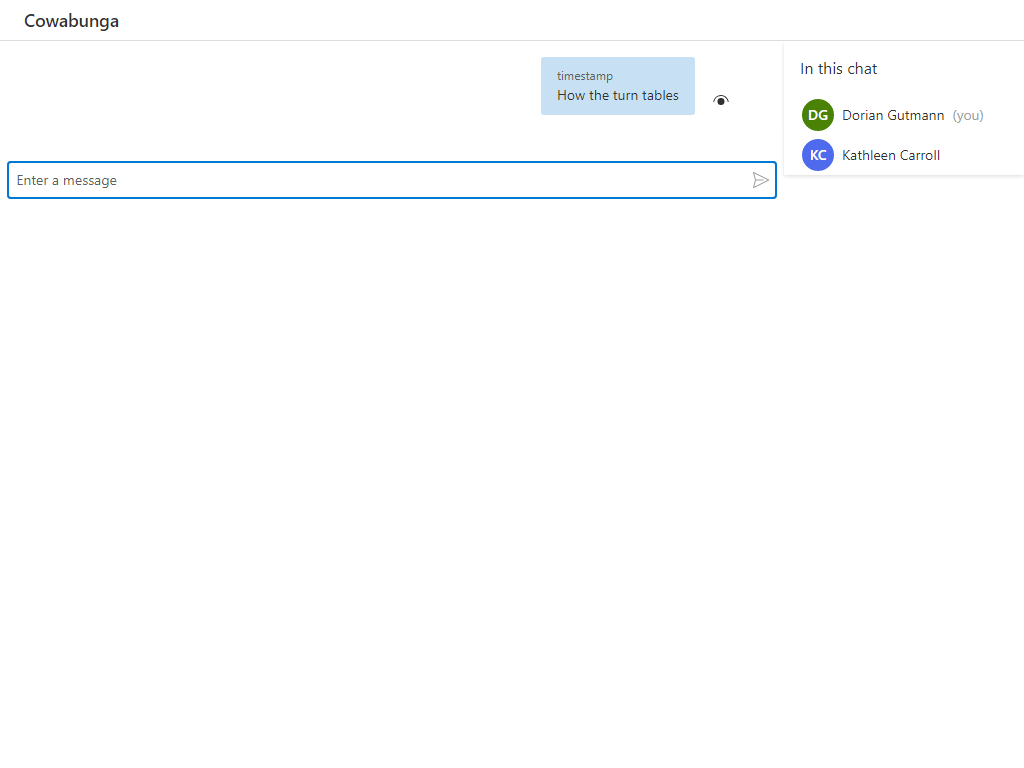 Cowabunga
timestamp
How the turn tables
Enter a message
In this chat
DG Dorian Gutmann (you)
KC Kathleen Carroll